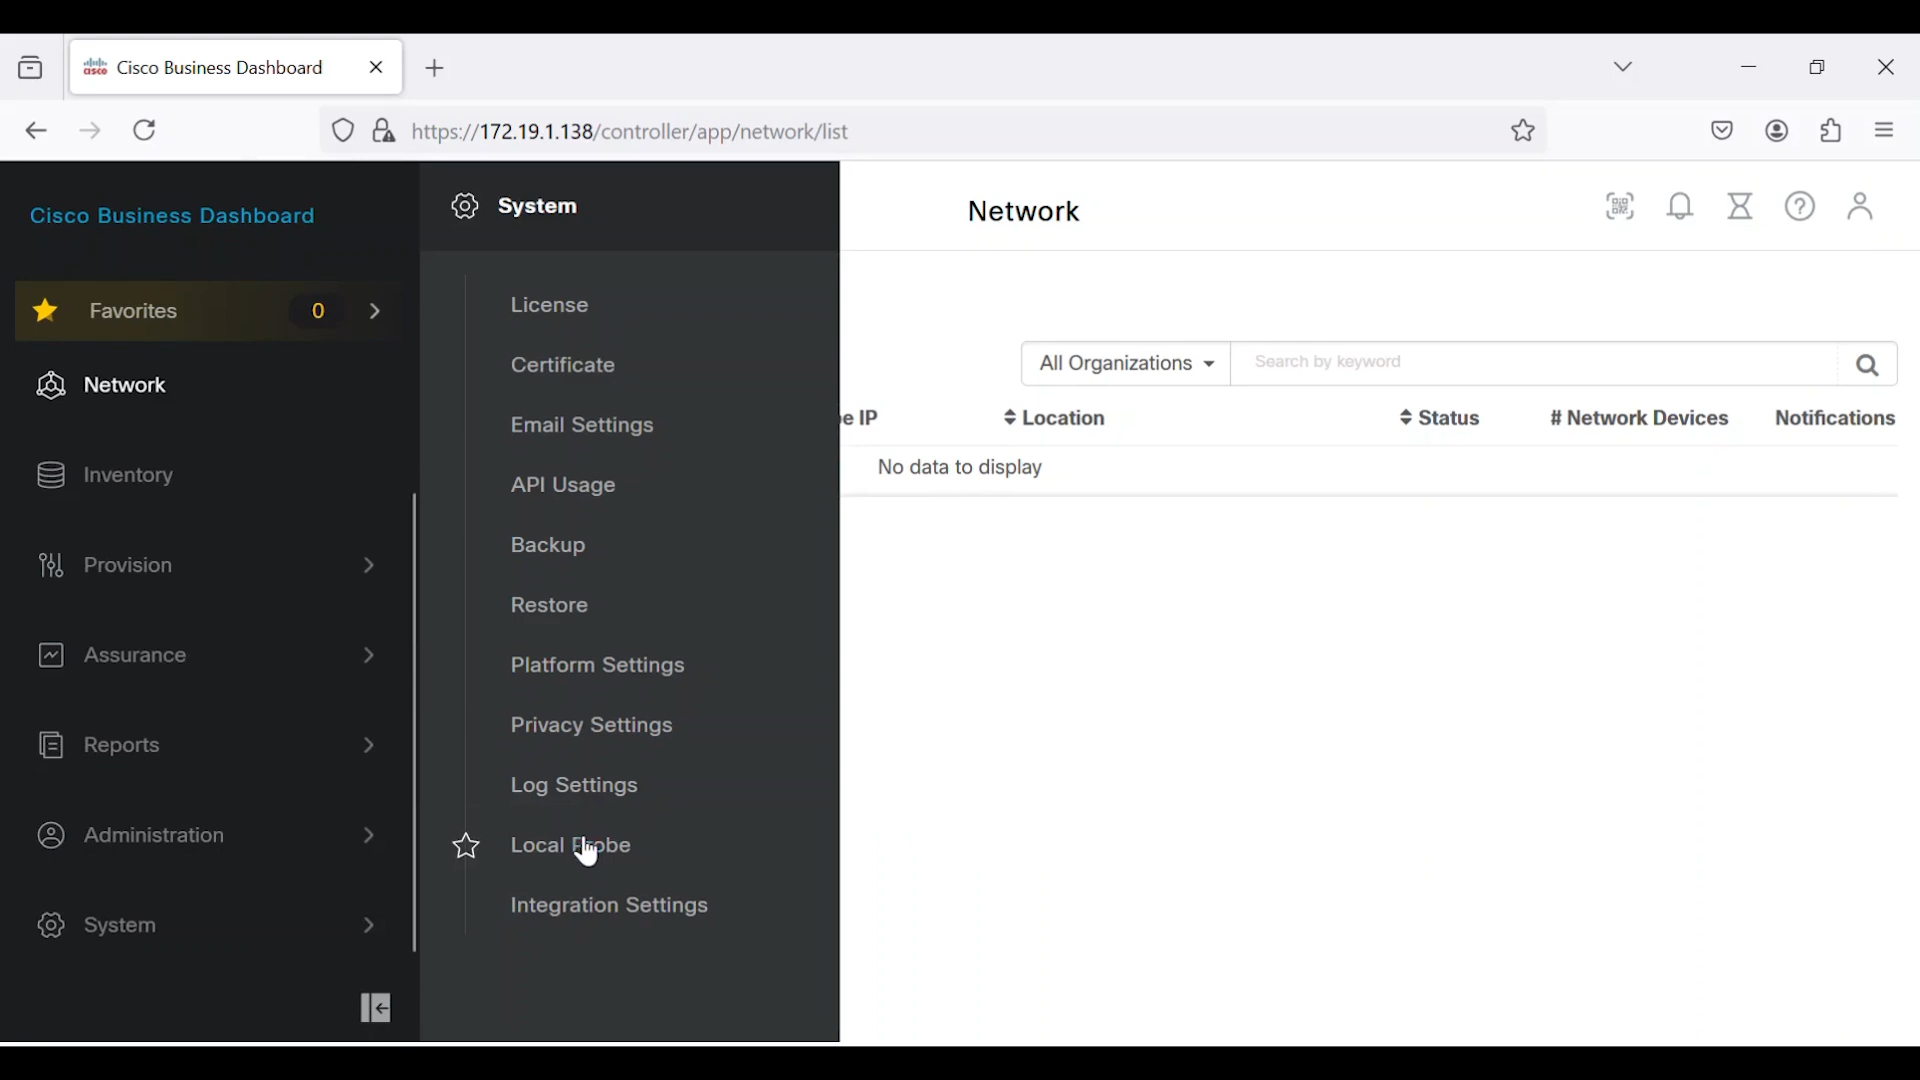 Cisco Business Dashboard
https://172.19.1.138/controller/app/network/list
Cisco Business Dashboard
Favorites 0
Network
Inventory
Provision
Assurance
Reports
Administration
System
System
License
Certificate
Email Settings
API Usage
Backup
Restore
Platform Settings
Privacy Settings
Log Settings
Local Probe
Integration Settings
Network
All Organizations Search by keyword
e IP Location Status # Network Devices Notifications
No data to display